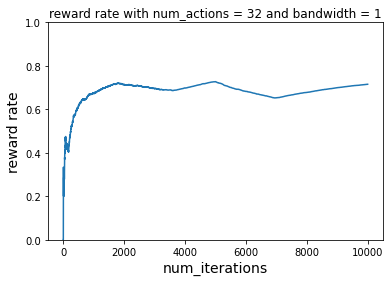 reward rate with num_actions = 32 and bandwidth = 1
1.0
0.8
0.6
0.4
0.2
0.0
reward rate
0 2000 4000 6000 8000 10000
num_iterations